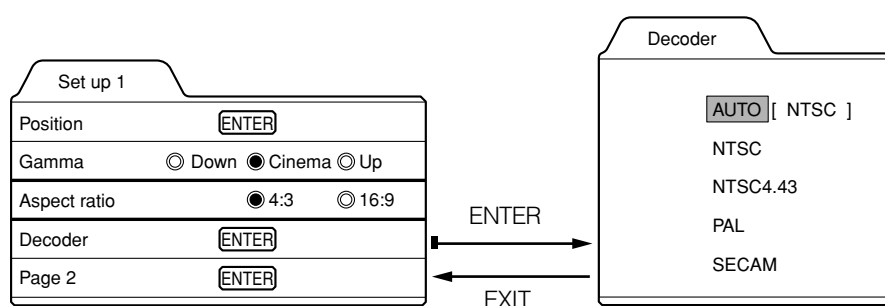 Set up 1
Position ENTER
Gamma Down Cinema Up
Aspect ratio 4:3 16:9
Decoder ENTER
Page 2 ENTER
ENTER
EXIT
Decoder
AUTO [ NTSC ]
NTSC
NTSC4.43
PAL
SECAM